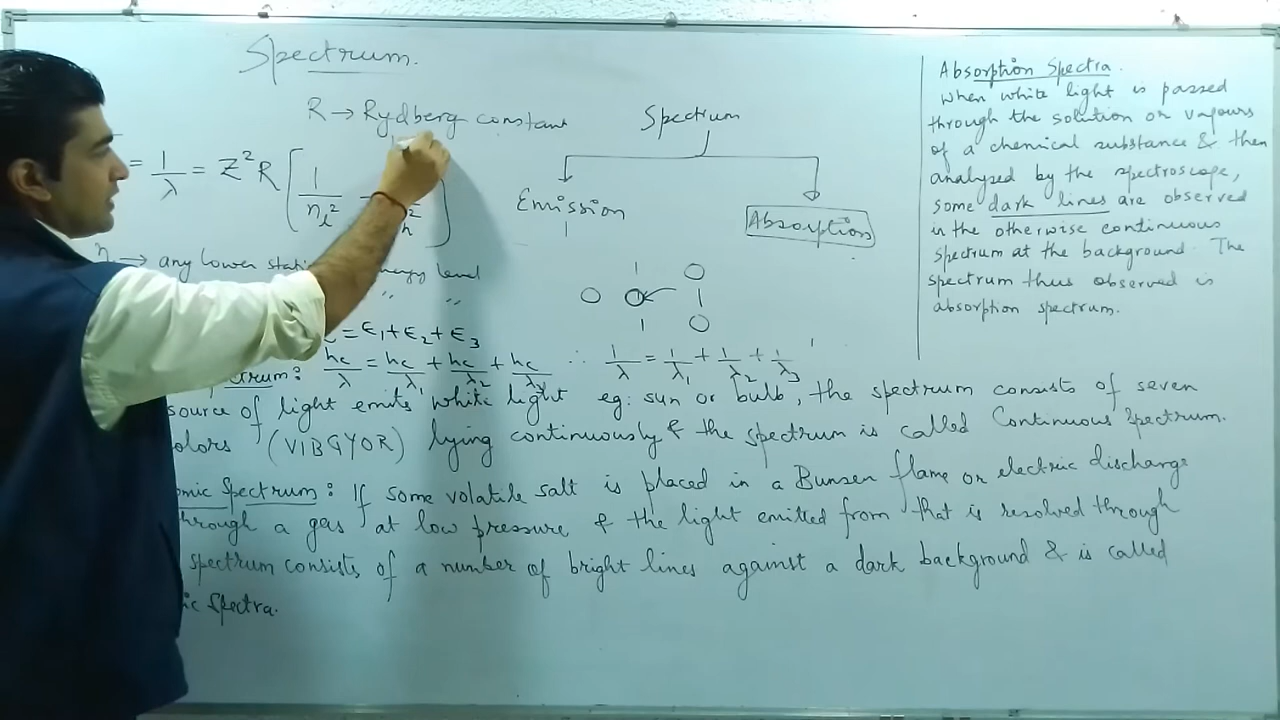 Spectrum.
R → Rydberg constant
= 1/λ = Z²R [ 1/n_l² - n_h² ]
n → any lower energy level
" "
= ε₁ + ε₂ + ε₃
hc/λ = hc/λ₁ + hc/λ₂ + hc/λ₃ ∴ 1/λ = 1/λ₁ + 1/λ₂ + 1/λ₃
source of light emits white light eg: sun or bulb, the spectrum consists of seven
(VIBGYOR) lying continuously & the spectrum is called Continuous Spectrum.
Spectrum: If some volatile salt is placed in a Bunsen flame or electric discharge
a gas at low pressure & the light emitted from that is resolved through
spectrum consists of a number of bright lines against a dark background & is called
Spectra.
Spectrum
Emission
Absorption
Absorption Spectra.
When white light is passed
through the solution or vapours
of a chemical substance & then
analyzed by the spectroscope,
some dark lines are observed
in the otherwise continuous
spectrum at the background. The
spectrum thus observed is
absorption spectrum.